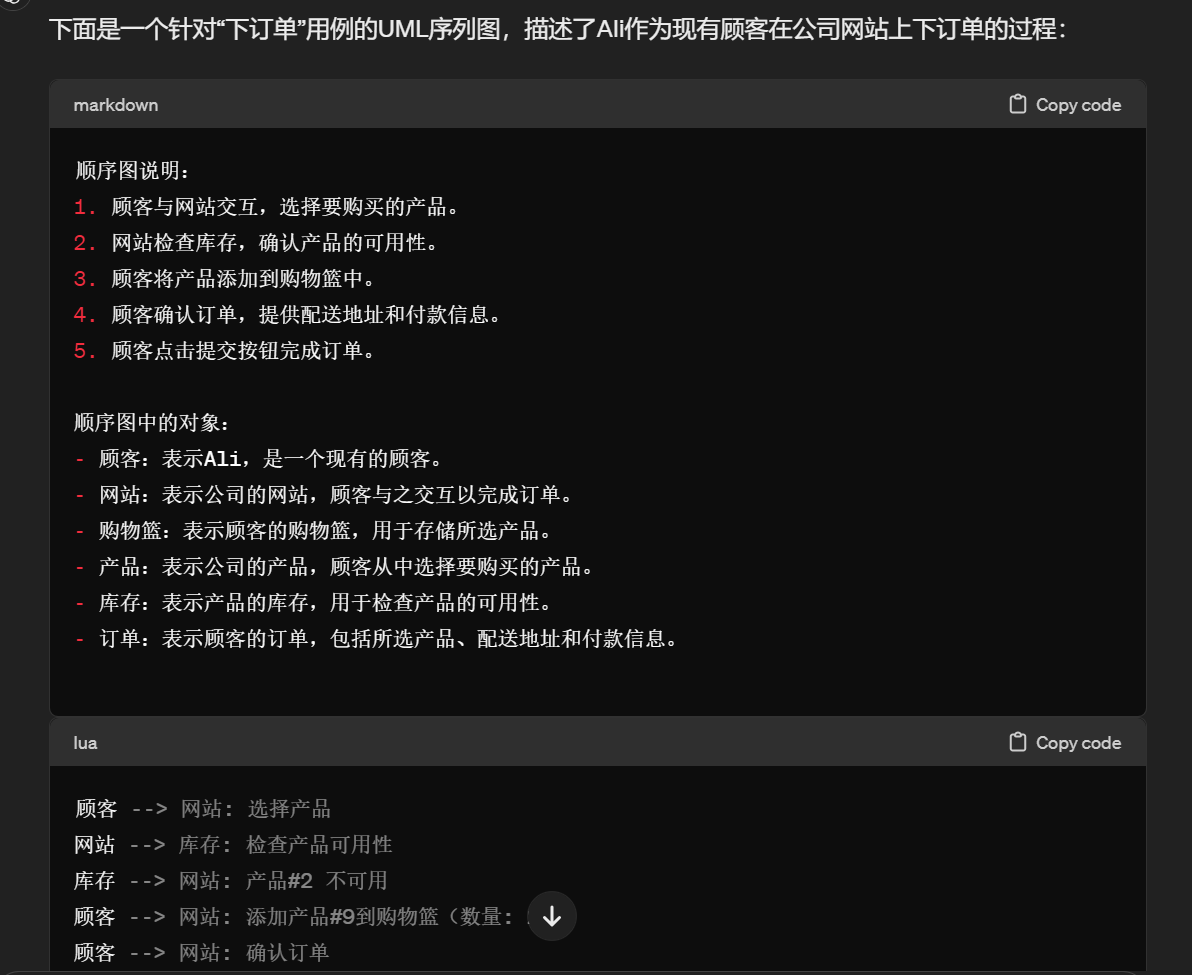 下面是一个针对“下订单”用例的UML序列图，描述了Ali作为现有顾客在公司网站上下订单的过程：
markdown
Copy code
顺序图说明：
1. 顾客与网站交互，选择要购买的产品。
2. 网站检查库存，确认产品的可用性。
3. 顾客将产品添加到购物篮中。
4. 顾客确认订单，提供配送地址和付款信息。
5. 顾客点击提交按钮完成订单。
顺序图中的对象：
- 顾客：表示Ali，是一个现有的顾客。
- 网站：表示公司的网站，顾客与之交互以完成订单。
- 购物篮：表示顾客的购物篮，用于存储所选产品。
- 产品：表示公司的产品，顾客从中选择要购买的产品。
- 库存：表示产品的库存，用于检查产品的可用性。
- 订单：表示顾客的订单，包括所选产品、配送地址和付款信息。
lua
Copy code
顾客 --> 网站: 选择产品
网站 --> 库存: 检查产品可用性
库存 --> 网站: 产品#2 不可用
顾客 --> 网站: 添加产品#9到购物篮（数量:
顾客 --> 网站: 确认订单